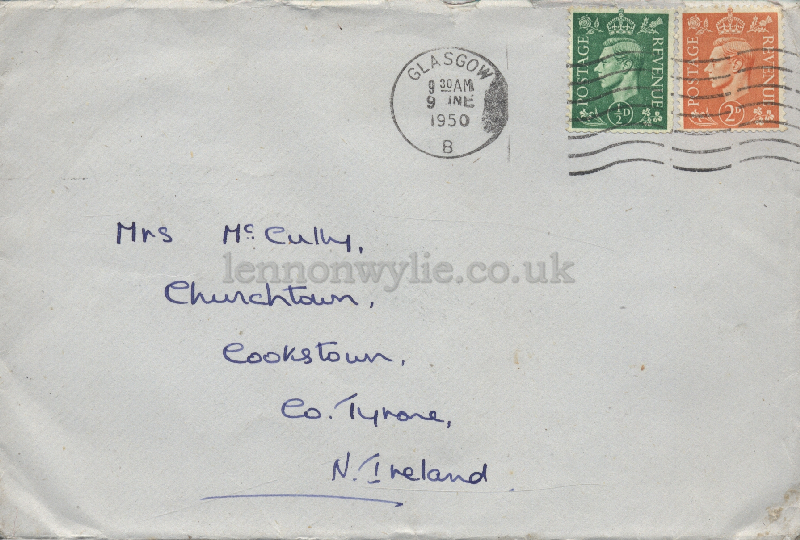 GLASGOW
9 30 AM
9 JNE
1950
B
POSTAGE REVENUE
½D
POSTAGE REVENUE
2D
Mrs McCully,
lennonwylie.co.uk
Churchtown,
Cookstown,
Co. Tyrone,
N. Ireland